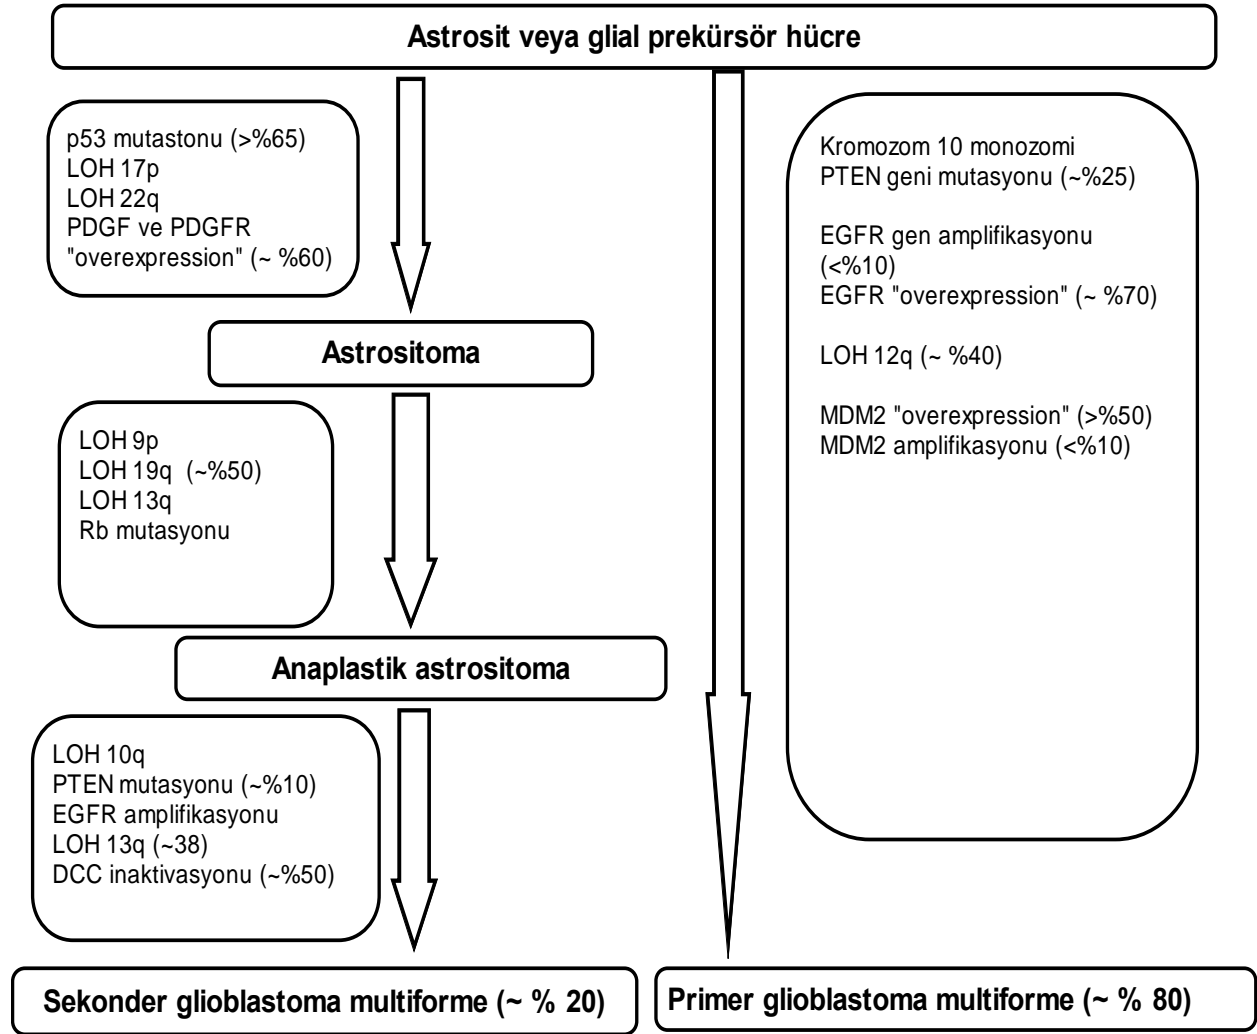 Astrosit veya glial prekürsör hücre
p53 mutastonu (>%65)
LOH 17p
LOH 22q
PDGF ve PDGFR
"overexpression" (~ %60)
Astrositoma
LOH 9p
LOH 19q (~%50)
LOH 13q
Rb mutasyonu
Anaplastik astrositoma
LOH 10q
PTEN mutasyonu (~%10)
EGFR amplifikasyonu
LOH 13q (~38)
DCC inaktivasyonu (~%50)
Sekonder glioblastoma multiforme (~ % 20)
Kromozom 10 monozomi
PTEN geni mutasyonu (~%25)
EGFR gen amplifikasyonu
(<%10)
EGFR "overexpression" (~ %70)
LOH 12q (~ %40)
MDM2 "overexpression" (>%50)
MDM2 amplifikasyonu (<%10)
Primer glioblastoma multiforme (~ % 80)